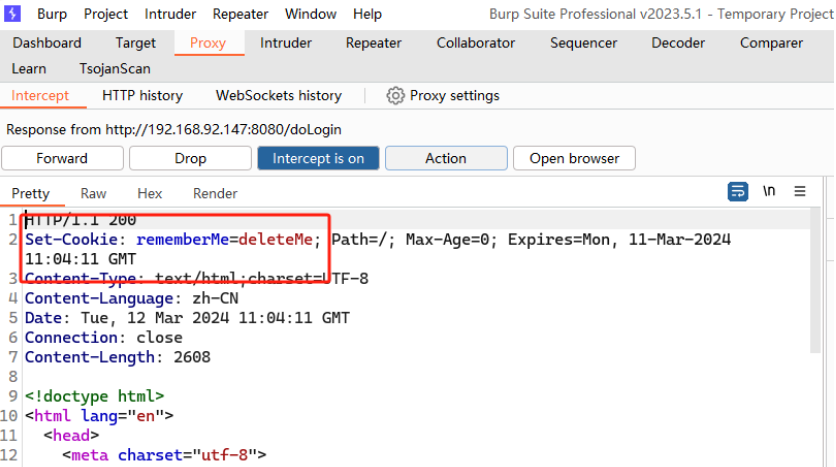 Burp Project Intruder Repeater Window Help Burp Suite Professional v2023.5.1 - Temporary Project
Dashboard Target Proxy Intruder Repeater Collaborator Sequencer Decoder Comparer
Learn TsojanScan
Intercept HTTP history WebSockets history Proxy settings
Response from http://192.168.92.147:8080/doLogin
Forward Drop Intercept is on Action Open browser
Pretty Raw Hex Render \n
1 HTTP/1.1 200
2 Set-Cookie: rememberMe=deleteMe; Path=/; Max-Age=0; Expires=Mon, 11-Mar-2024
11:04:11 GMT
3 Content-Type: text/html;charset=UTF-8
4 Content-Language: zh-CN
5 Date: Tue, 12 Mar 2024 11:04:11 GMT
6 Connection: close
7 Content-Length: 2608
8
9 <!doctype html>
10 <html lang="en">
11 <head>
12 <meta charset="utf-8">